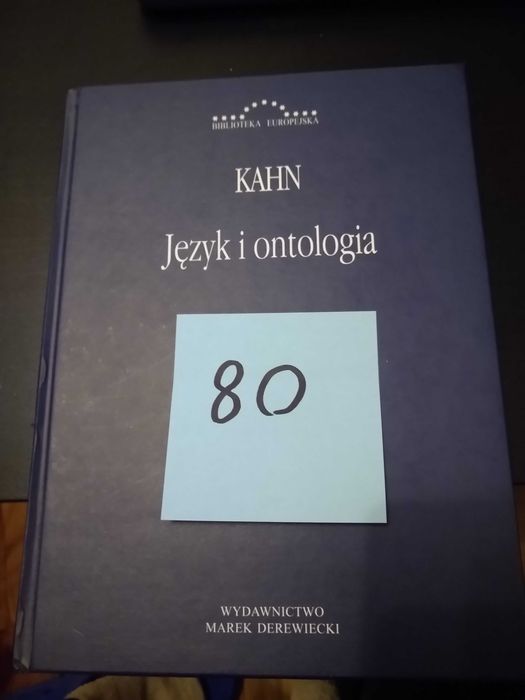 BIBLIOTEKA EUROPEJSKA
KAHN
Język i ontologia
80
WYDAWNICTWO
MAREK DEREWIECKI